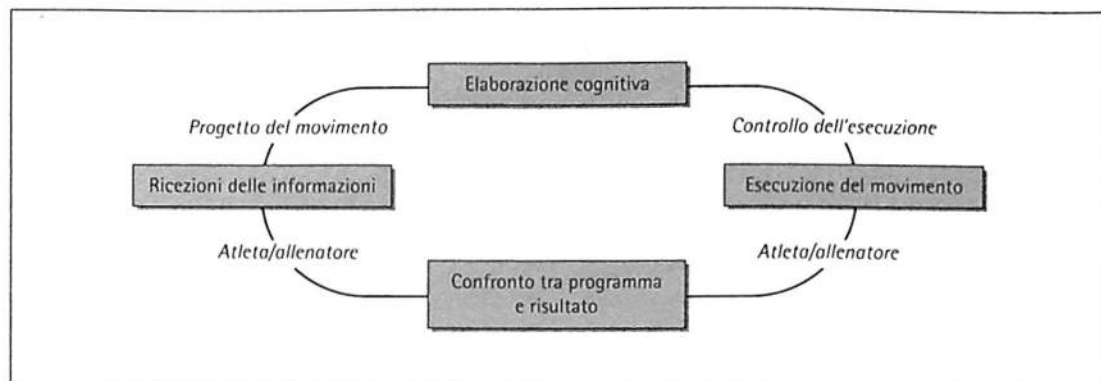 Elaborazione cognitiva
Progetto del movimento
Controllo dell'esecuzione
Ricezioni delle informazioni
Esecuzione del movimento
Atleta/allenatore
Atleta/allenatore
Confronto tra programma
e risultato